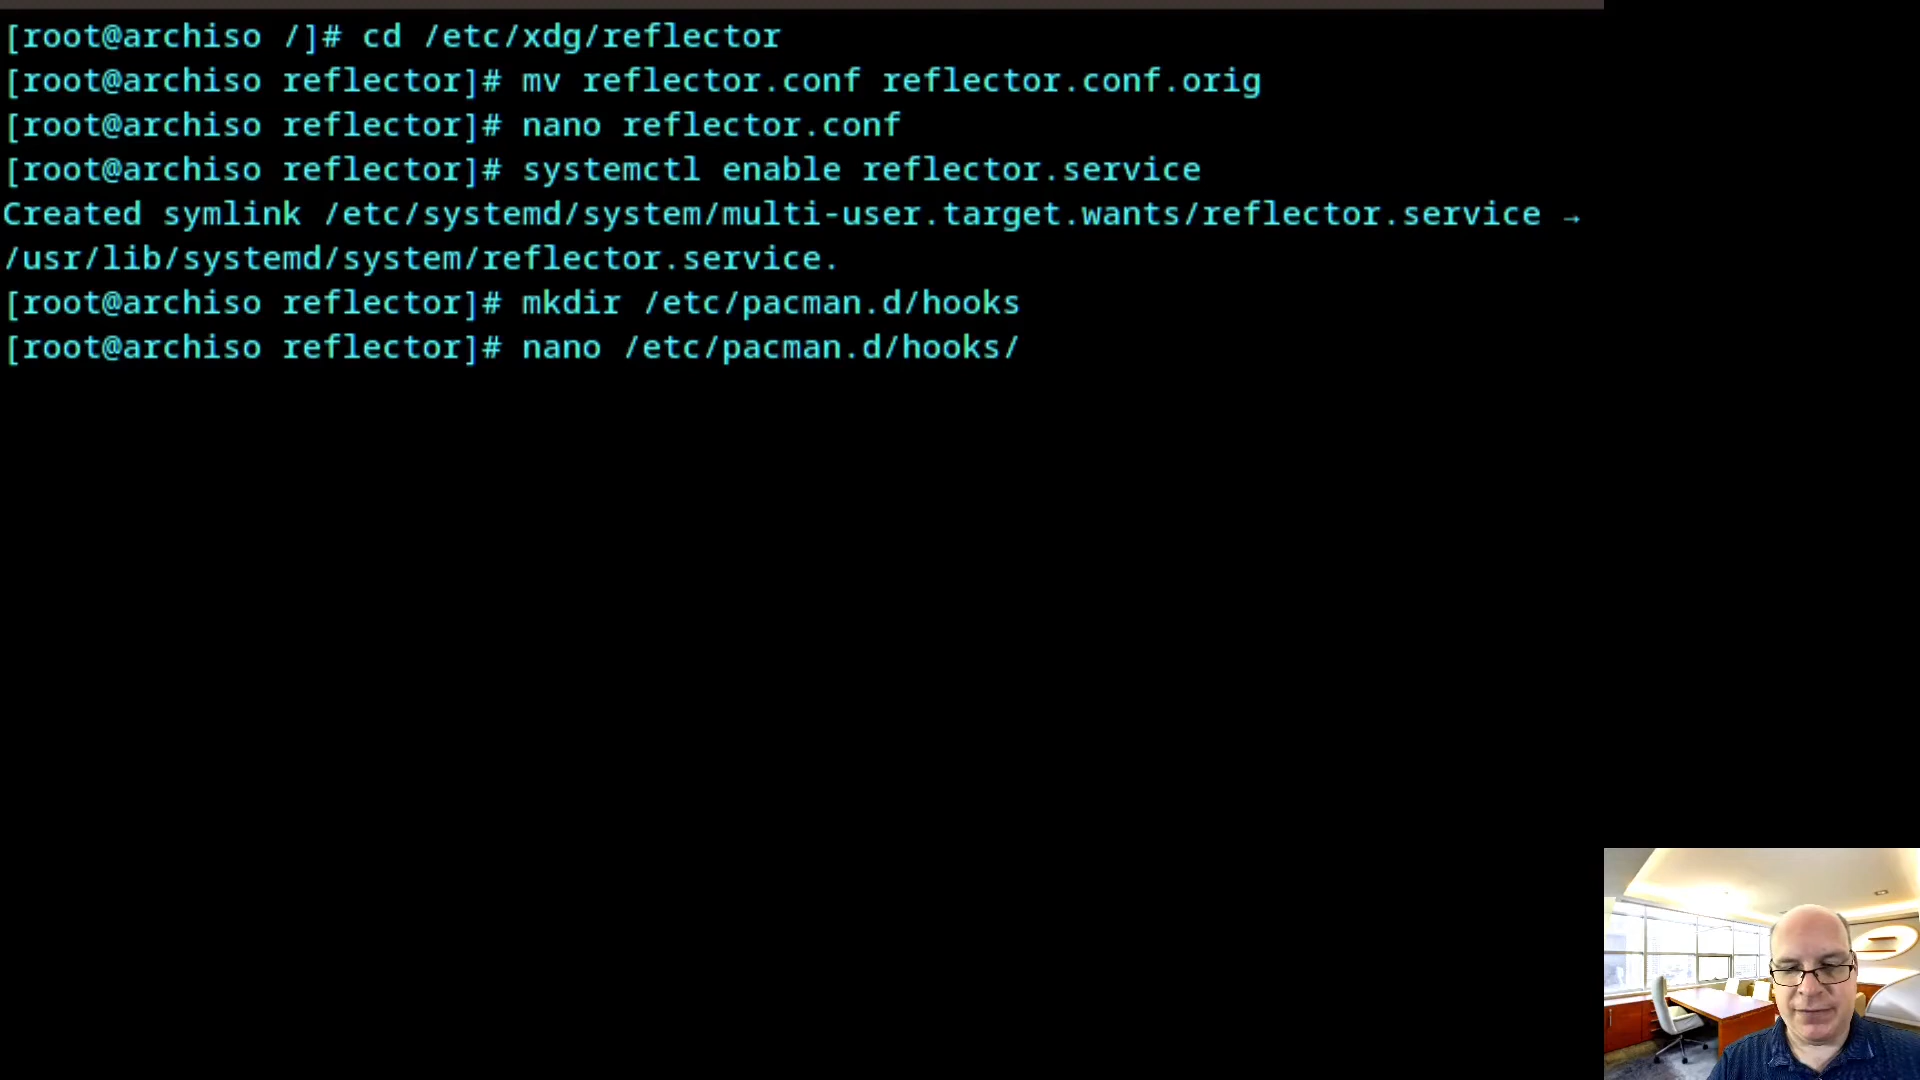 [root@archiso /]# cd /etc/xdg/reflector
[root@archiso reflector]# mv reflector.conf reflector.conf.orig
[root@archiso reflector]# nano reflector.conf
[root@archiso reflector]# systemctl enable reflector.service
Created symlink /etc/systemd/system/multi-user.target.wants/reflector.service →
/usr/lib/systemd/system/reflector.service.
[root@archiso reflector]# mkdir /etc/pacman.d/hooks
[root@archiso reflector]# nano /etc/pacman.d/hooks/